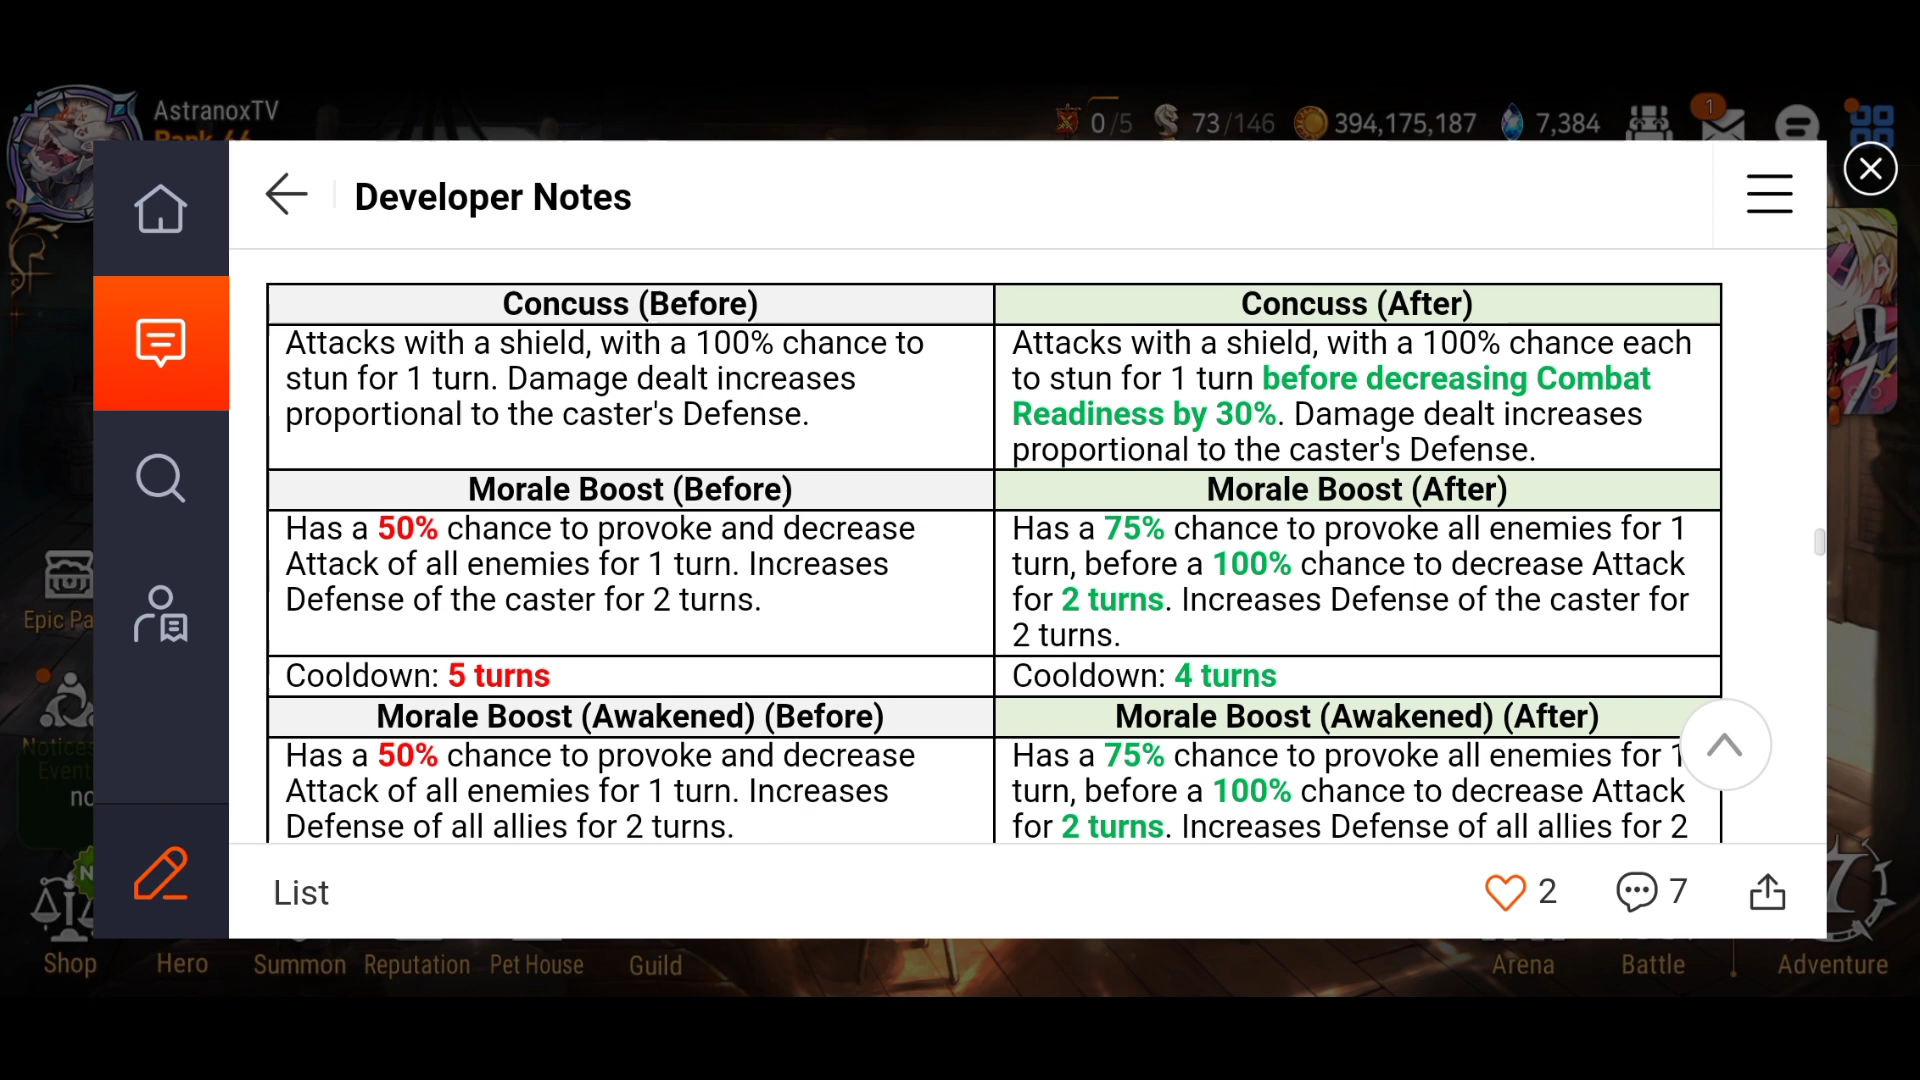 AstranoxTV
Rank 66
0/5
73/146
394,175,187
7,384
1
Developer Notes
Concuss (Before)
Attacks with a shield, with a 100% chance to
stun for 1 turn. Damage dealt increases
proportional to the caster's Defense.
Concuss (After)
Attacks with a shield, with a 100% chance each
to stun for 1 turn before decreasing Combat
Readiness by 30%. Damage dealt increases
proportional to the caster's Defense.
Morale Boost (Before)
Has a 50% chance to provoke and decrease
Attack of all enemies for 1 turn. Increases
Defense of the caster for 2 turns.
Cooldown: 5 turns
Morale Boost (After)
Has a 75% chance to provoke all enemies for 1
turn, before a 100% chance to decrease Attack
for 2 turns. Increases Defense of the caster for
2 turns.
Cooldown: 4 turns
Morale Boost (Awakened) (Before)
Has a 50% chance to provoke and decrease
Attack of all enemies for 1 turn. Increases
Defense of all allies for 2 turns.
Morale Boost (Awakened) (After)
Has a 75% chance to provoke all enemies for 1
turn, before a 100% chance to decrease Attack
for 2 turns. Increases Defense of all allies for 2
List
2
7
Epic Pa
Notices
Event
no
N
Shop
Hero
Summon
Reputation
Pet House
Guild
Arena
Battle
Adventure